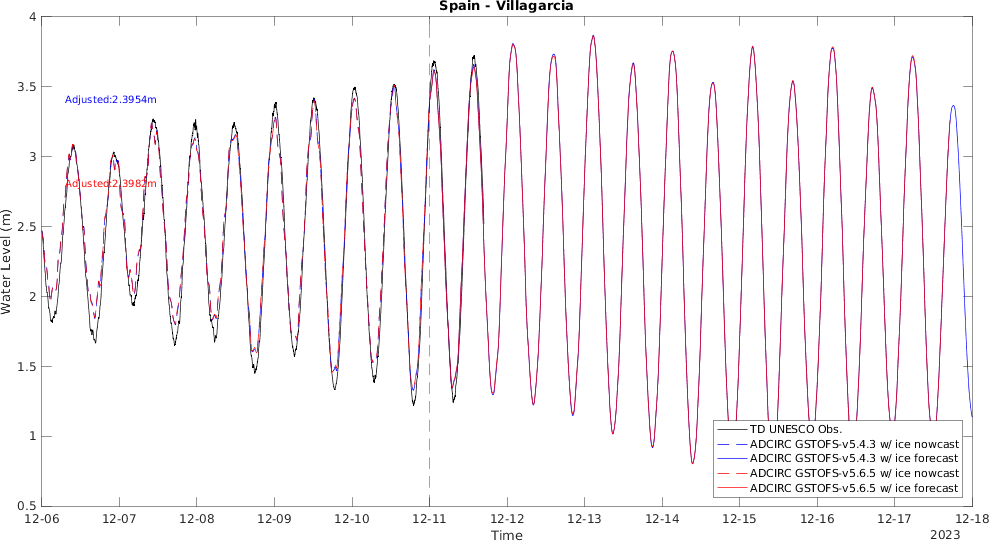 Spain - Villagarcia
4
3.5
3
2.5
2
1.5
1
0.5
Water Level (m)
Adjusted:2.3954m
Adjusted:2.3982m
TD UNESCO Obs.
ADCIRC GSTOFS-v5.4.3 w/ ice nowcast
ADCIRC GSTOFS-v5.4.3 w/ ice forecast
ADCIRC GSTOFS-v5.6.5 w/ ice nowcast
ADCIRC GSTOFS-v5.6.5 w/ ice forecast
12-06 12-07 12-08 12-09 12-10 12-11 12-12 12-13 12-14 12-15 12-16 12-17 12-18
Time
2023